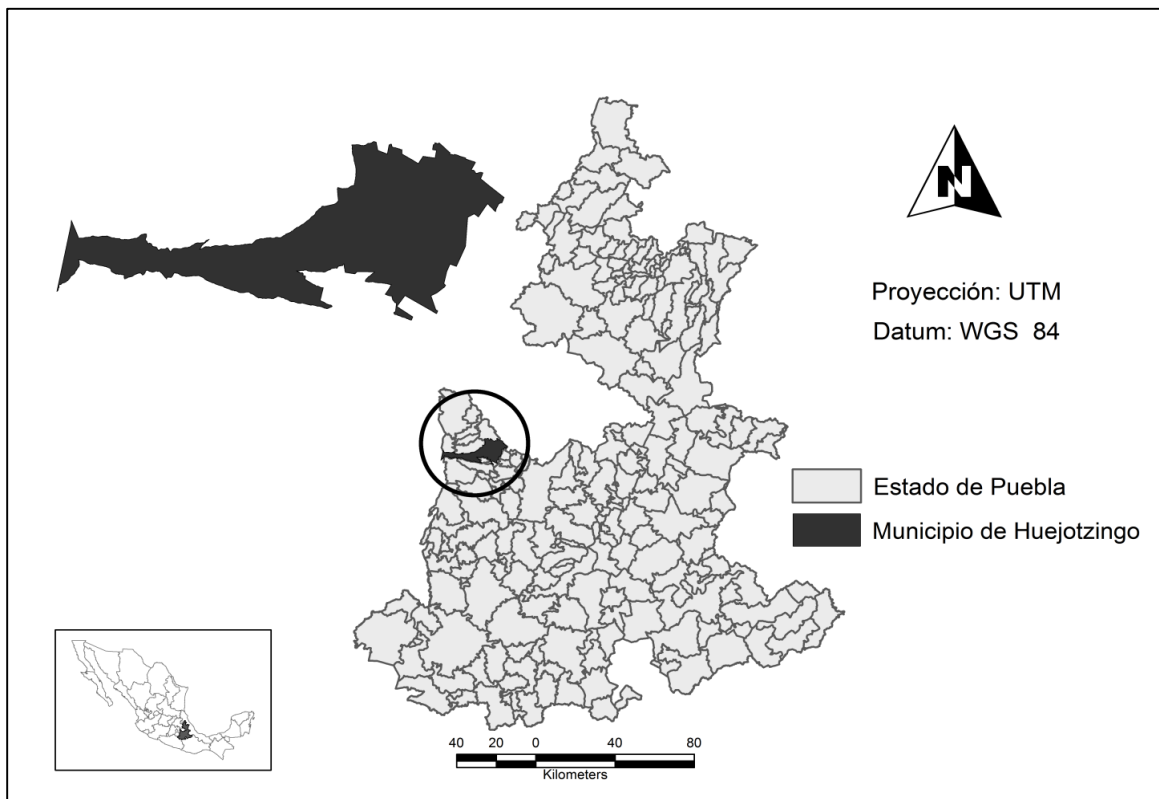 N
Proyección: UTM
Datum: WGS 84
Estado de Puebla
Municipio de Huejotzingo
40 20 0 40 80
Kilometers